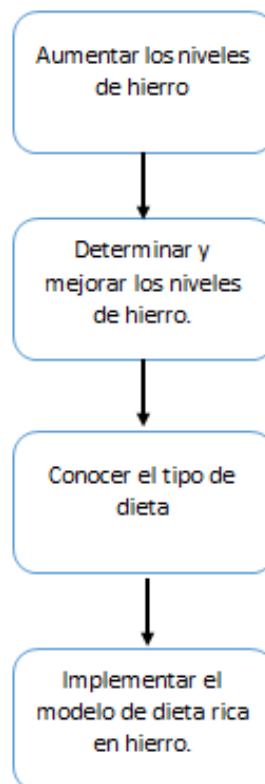 Aumentar los niveles
de hierro
Determinar y
mejorar los niveles
de hierro.
Conocer el tipo de
dieta
Implementar el
modelo de dieta rica
en hierro.